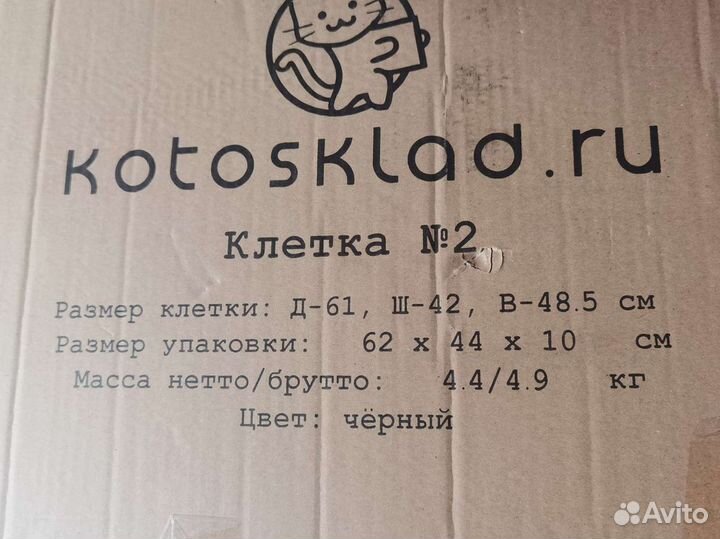 kotosklad.ru
Клетка №2
Размер клетки: Д-61, Ш-42, В-48.5 см
Размер упаковки: 62 x 44 x 10 см
Масса нетто/брутто: 4.4/4.9 кг
Цвет: чёрный
Avito